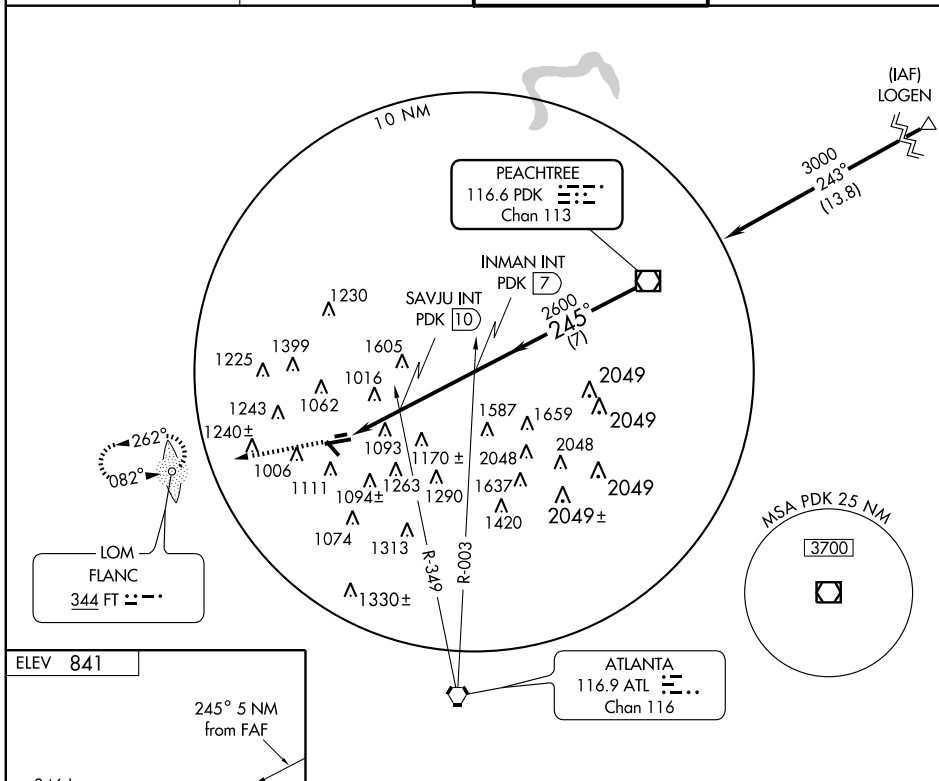 10 NM
(IAF)
LOGEN
3000
243°
(13.8)
PEACHTREE
116.6 PDK
Chan 113
INMAN INT
PDK 7
SAVJU INT
PDK 10
2600
245°
(7)
1230
1605
1399
1225
1062
1016
1243
1240±
1006
1111
1093
1170 ±
1094±
1263
1290
1074
1313
1330±
1587
1659
2049
2049
2048
2048
1637
2049
1420
2049±
262°
082°
R-349
R-003
LOM
FLANC
344 FT
MSA PDK 25 NM
3700
ATLANTA
116.9 ATL
Chan 116
ELEV 841
245° 5 NM
from FAF